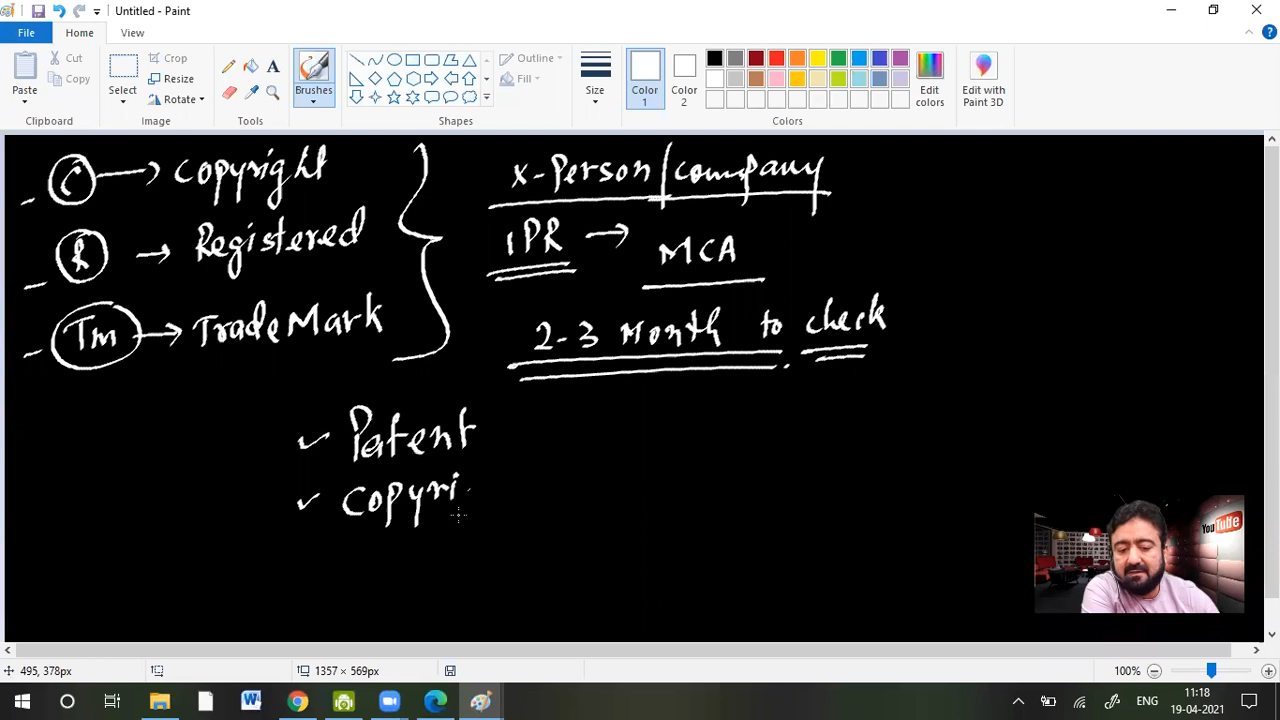 Untitled - Paint
File Home View
Paste Cut Copy Clipboard
Select Crop Resize Rotate Image
A Tools
Brushes
Shapes Outline Fill
Size
Color 1 Color 2 Edit colors Colors
Edit with Paint 3D
C → Copyright
R → Registered
Tm → TradeMark
x-Person/company
IPR → MCA
2-3 Month to check.
Patent
Copyri
YouTube
495, 378px 1357 × 569px 100%
W ENG 11:18
19-04-2021